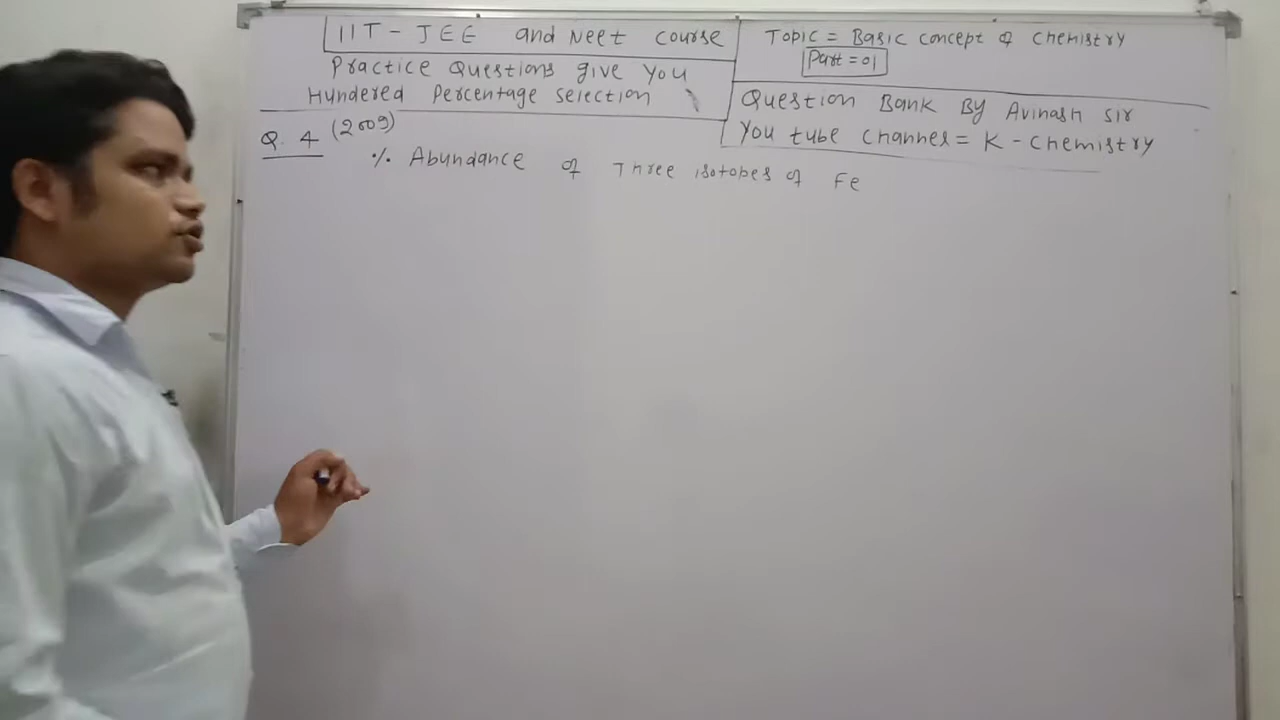 IIT - JEE and Neet course
Practice Questions give You
Hundered Percentage Selection
Topic = Basic concept of Chemistry
Part = 01
Question Bank By Avinash sir
You tube channel = K - Chemistry
Q. 4 (2009)
% Abundance of Three isotopes of Fe